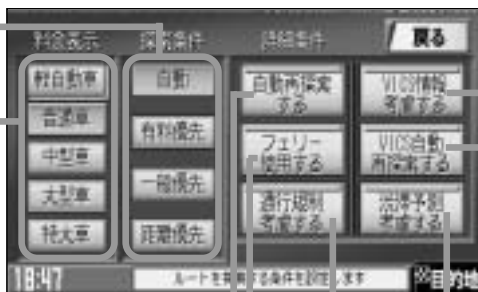 料金表示 探索条件 詳細条件 戻る
軽自動車 自動 自動再探索する VICS情報考慮する
普通車 有料優先 フェリー使用する VICS自動再探索する
中型車 一般優先
大型車 距離優先 通行規制考慮する 渋滞予測考慮する
特大車
18:47 ルートを探索する条件を設定します 目的地